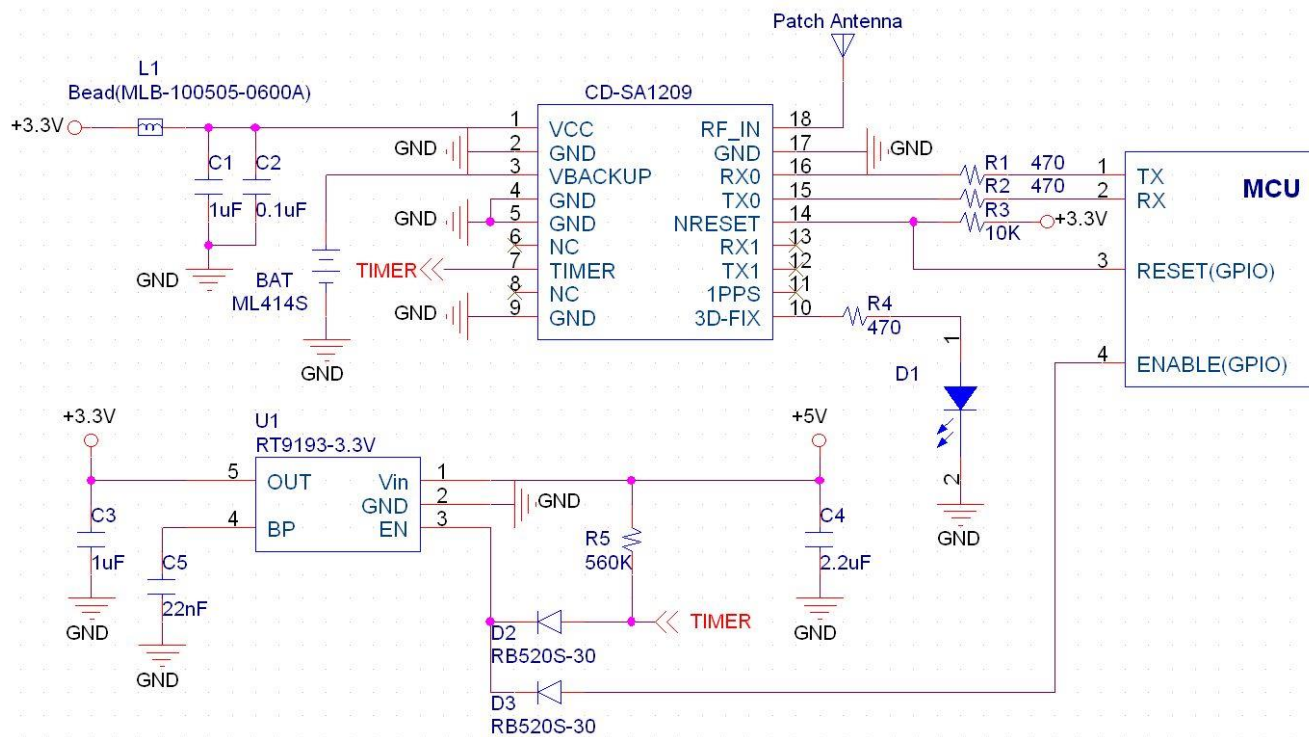 Patch Antenna
L1
Bead(MLB-100505-0600A)
CD-SA1209
+3.3V
1 VCC RF_IN 18
GND 2 GND GND 17 GND
3 VBACKUP RX0 16 R1 470 1 TX
4 GND TX0 15 R2 470 2 RX
MCU
GND 5 GND NRESET 14 R3 +3.3V
10K
6 NC RX1 13
C1 C2
1uF 0.1uF
TIMER 7 TIMER TX1 12 3 RESET(GPIO)
GND
BAT
ML414S
8 NC 1PPS 11
GND 9 GND 3D-FIX 10 R4
470
GND
1
D1
2
GND
4 ENABLE(GPIO)
+3.3V
U1
RT9193-3.3V
+5V
5 OUT Vin 1
GND 2 GND
4 BP EN 3
C3
1uF
GND
C5
22nF
GND
R5
560K
C4
2.2uF
GND
D2
RB520S-30
TIMER
D3
RB520S-30